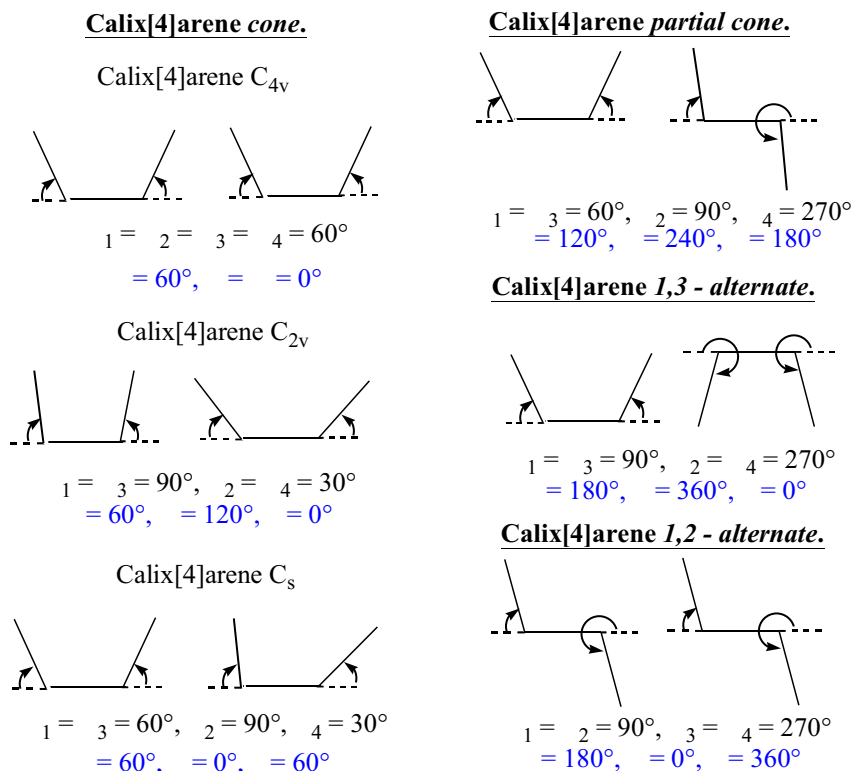 Calix[4]arene cone.
Calix[4]arene C4v
1 = 2 = 3 = 4 = 60°
= 60°, = = 0°
Calix[4]arene C2v
1 = 3 = 90°, 2 = 4 = 30°
= 60°, = 120°, = 0°
Calix[4]arene Cs
1 = 3 = 60°, 2 = 90°, 4 = 30°
= 60°, = 0°, = 60°
Calix[4]arene partial cone.
1 = 3 = 60°, 2 = 90°, 4 = 270°
= 120°, = 240°, = 180°
Calix[4]arene 1,3 - alternate.
1 = 3 = 90°, 2 = 4 = 270°
= 180°, = 360°, = 0°
Calix[4]arene 1,2 - alternate.
1 = 2 = 90°, 3 = 4 = 270°
= 180°, = 0°, = 360°